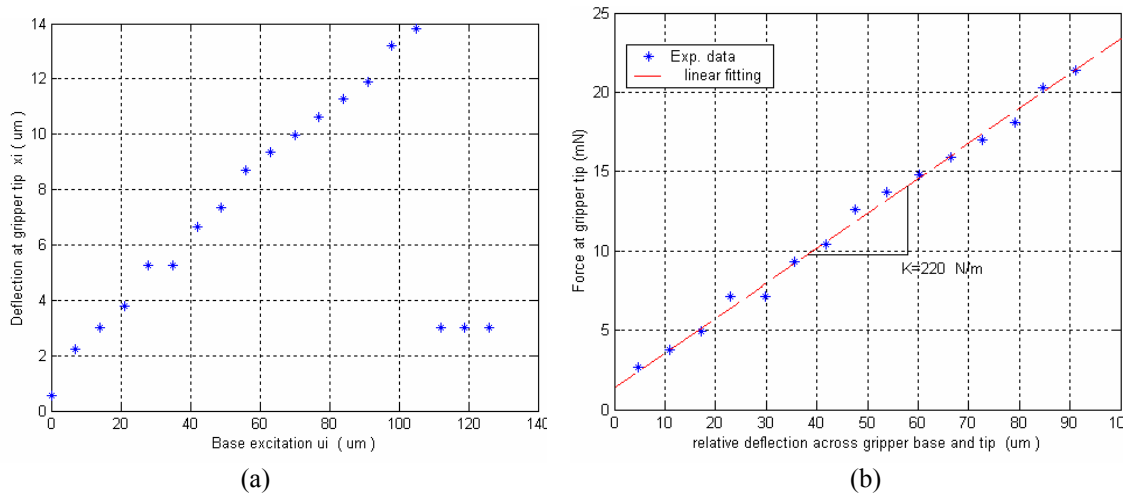 14
12
10
8
6
4
2
0
Deflection at gripper tip xi ( um )
0 20 40 60 80 100 120 140
Base excitation ui ( um )
(a)
25
20
15
10
5
0
Force at gripper tip (mN)
Exp. data
linear fitting
K=220 N/m
0 10 20 30 40 50 60 70 80 90 100
relative deflection across gripper base and tip (um )
(b)